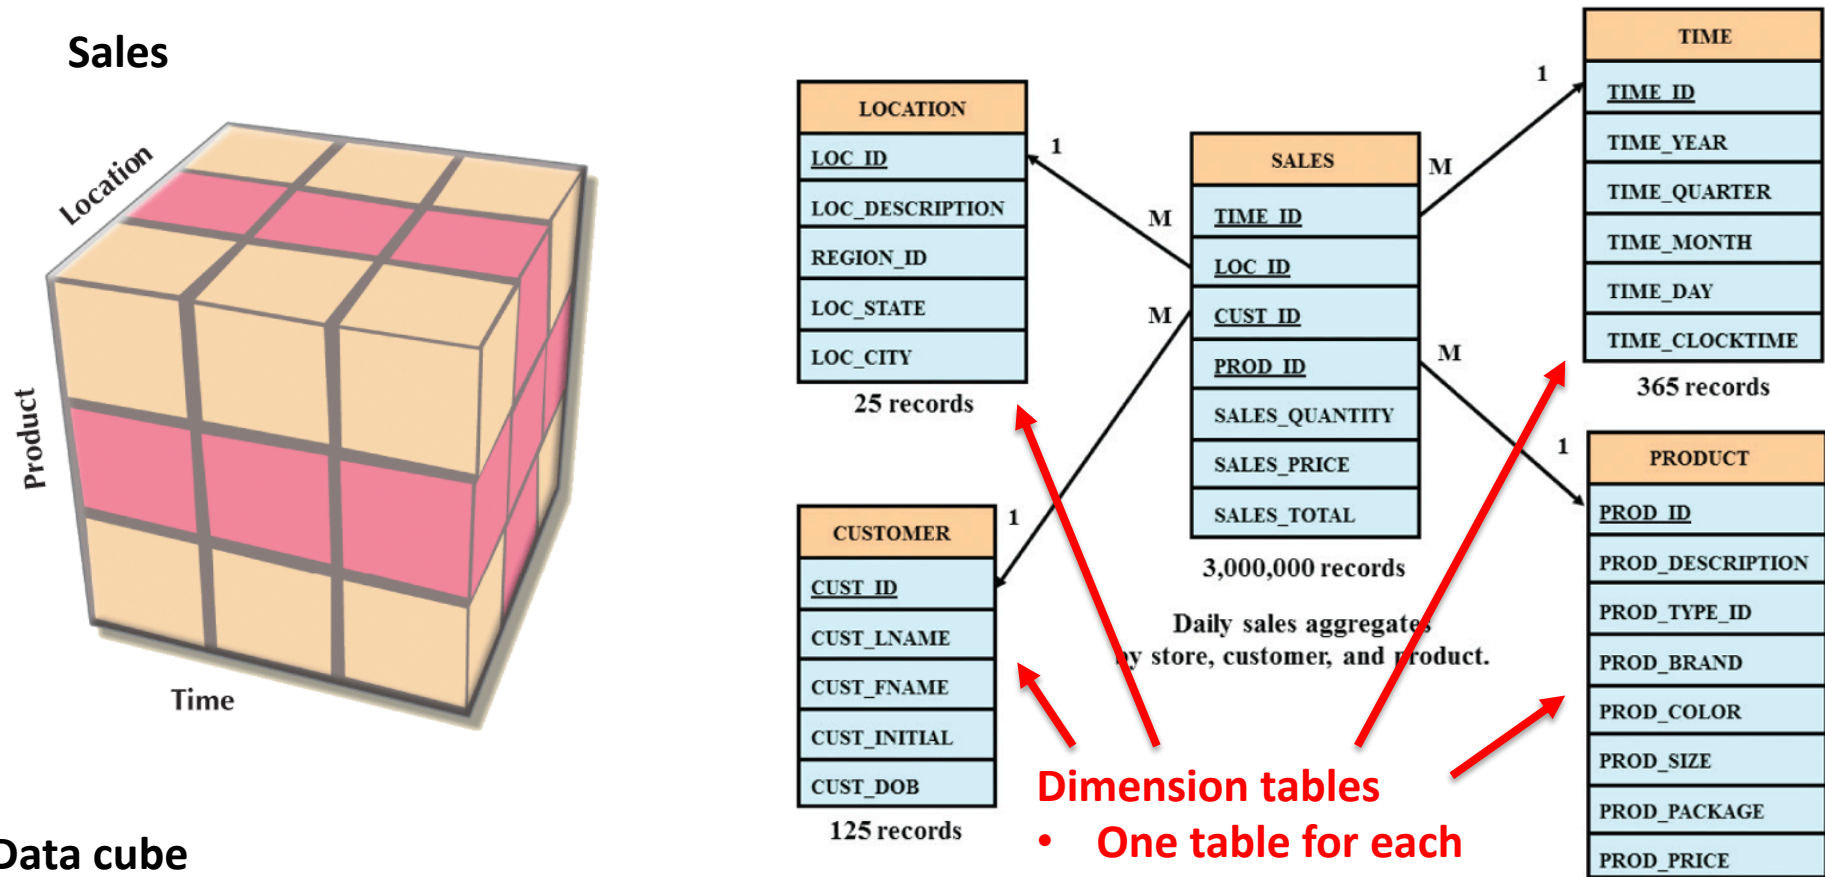 Sales
Location
Product
Time
Data cube
LOCATION
LOC_ID
LOC_DESCRIPTION
REGION_ID
LOC_STATE
LOC_CITY
25 records
1
M
SALES
TIME_ID
LOC_ID
CUST_ID
PROD_ID
SALES_QUANTITY
SALES_PRICE
SALES_TOTAL
3,000,000 records
Daily sales aggregates
by store, customer, and product.
M
1
TIME
TIME_ID
TIME_YEAR
TIME_QUARTER
TIME_MONTH
TIME_DAY
TIME_CLOCKTIME
365 records
M
1
CUSTOMER
CUST_ID
CUST_LNAME
CUST_FNAME
CUST_INITIAL
CUST_DOB
125 records
M
1
PRODUCT
PROD_ID
PROD_DESCRIPTION
PROD_TYPE_ID
PROD_BRAND
PROD_COLOR
PROD_SIZE
PROD_PACKAGE
PROD_PRICE
Dimension tables
• One table for each